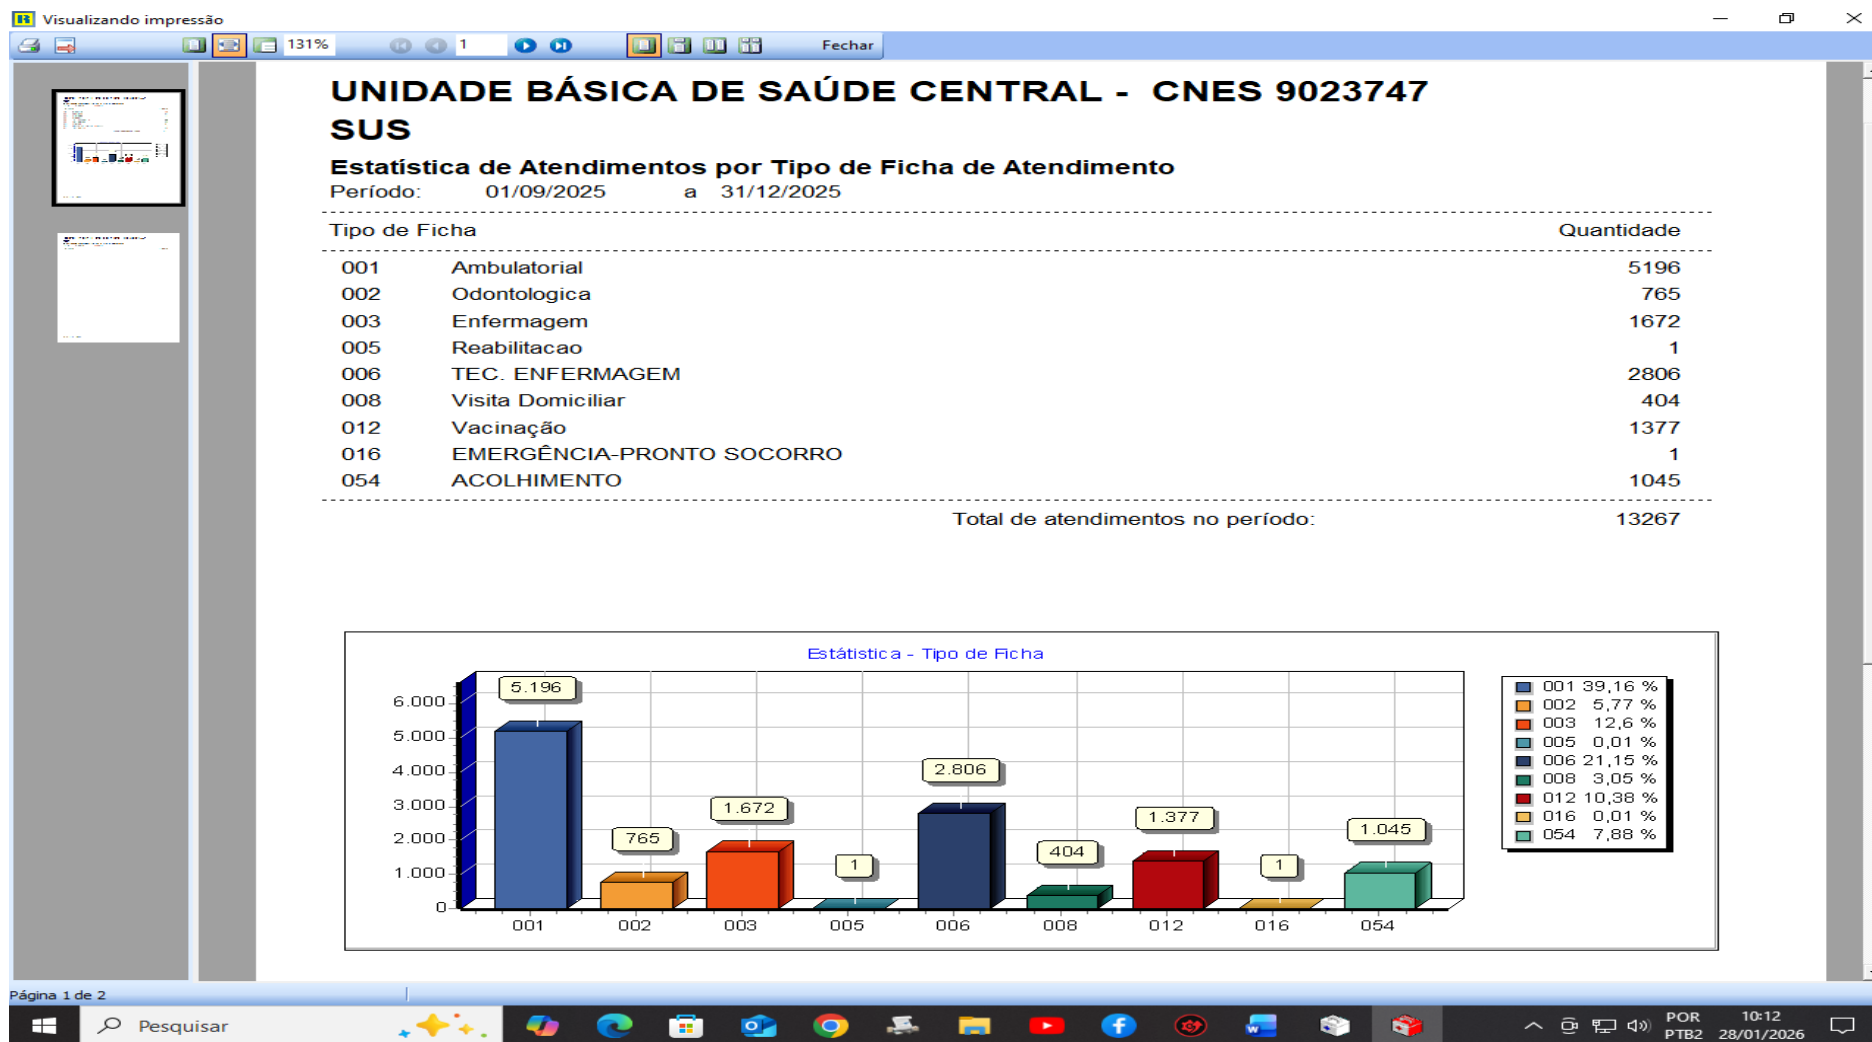 Visualizando impressão
131%
1
Fechar
UNIDADE BÁSICA DE SAÚDE CENTRAL - CNES 9023747
SUS
Estatística de Atendimentos por Tipo de Ficha de Atendimento
Período: 01/09/2025 a 31/12/2025
Tipo de Ficha Quantidade
001 Ambulatorial 5196
002 Odontologica 765
003 Enfermagem 1672
005 Reabilitacao 1
006 TEC. ENFERMAGEM 2806
008 Visita Domiciliar 404
012 Vacinação 1377
016 EMERGÊNCIA-PRONTO SOCORRO 1
054 ACOLHIMENTO 1045
Total de atendimentos no período: 13267
Estátistica - Tipo de Ficha
6.000
5.000
4.000
3.000
2.000
1.000
0
5.196
765
1.672
1
2.806
404
1.377
1
1.045
001 002 003 005 006 008 012 016 054
001 39,16 %
002 5,77 %
003 12,6 %
005 0,01 %
006 21,15 %
008 3,05 %
012 10,38 %
016 0,01 %
054 7,88 %
Página 1 de 2
Pesquisar
POR
PTB2
10:12
28/01/2026